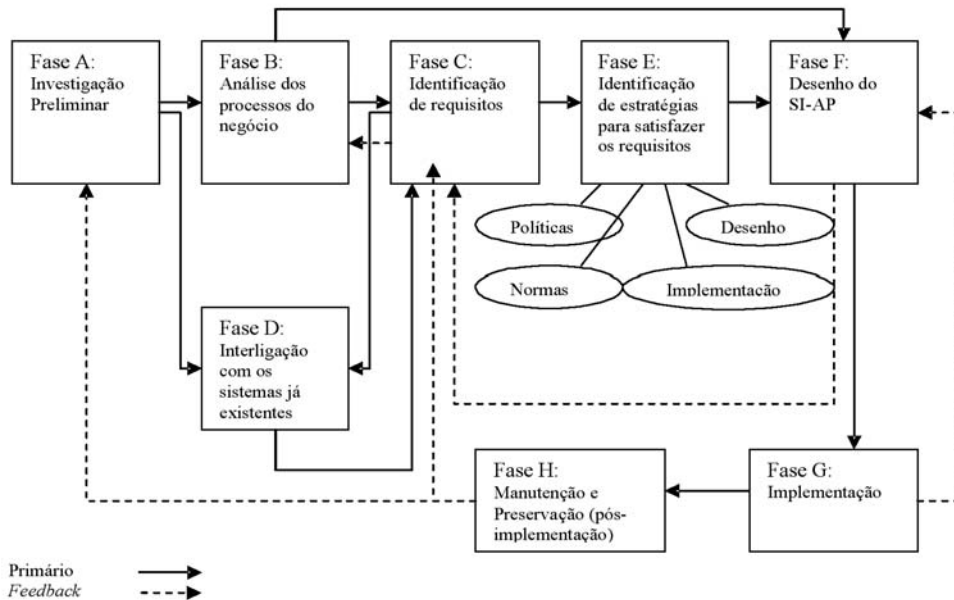 Fase A:
Investigação
Preliminar
Fase B:
Análise dos
processos do
negócio
Fase C:
Identificação
de requisitos
Fase E:
Identificação
de estratégias
para satisfazer
os requisitos
Fase F:
Desenho do
SI-AP
Políticas
Desenho
Normas
Implementação
Fase D:
Interligação
com os
sistemas já
existentes
Fase H:
Manutenção e
Preservação (pós-
implementação)
Fase G:
Implementação
Primário
Feedback